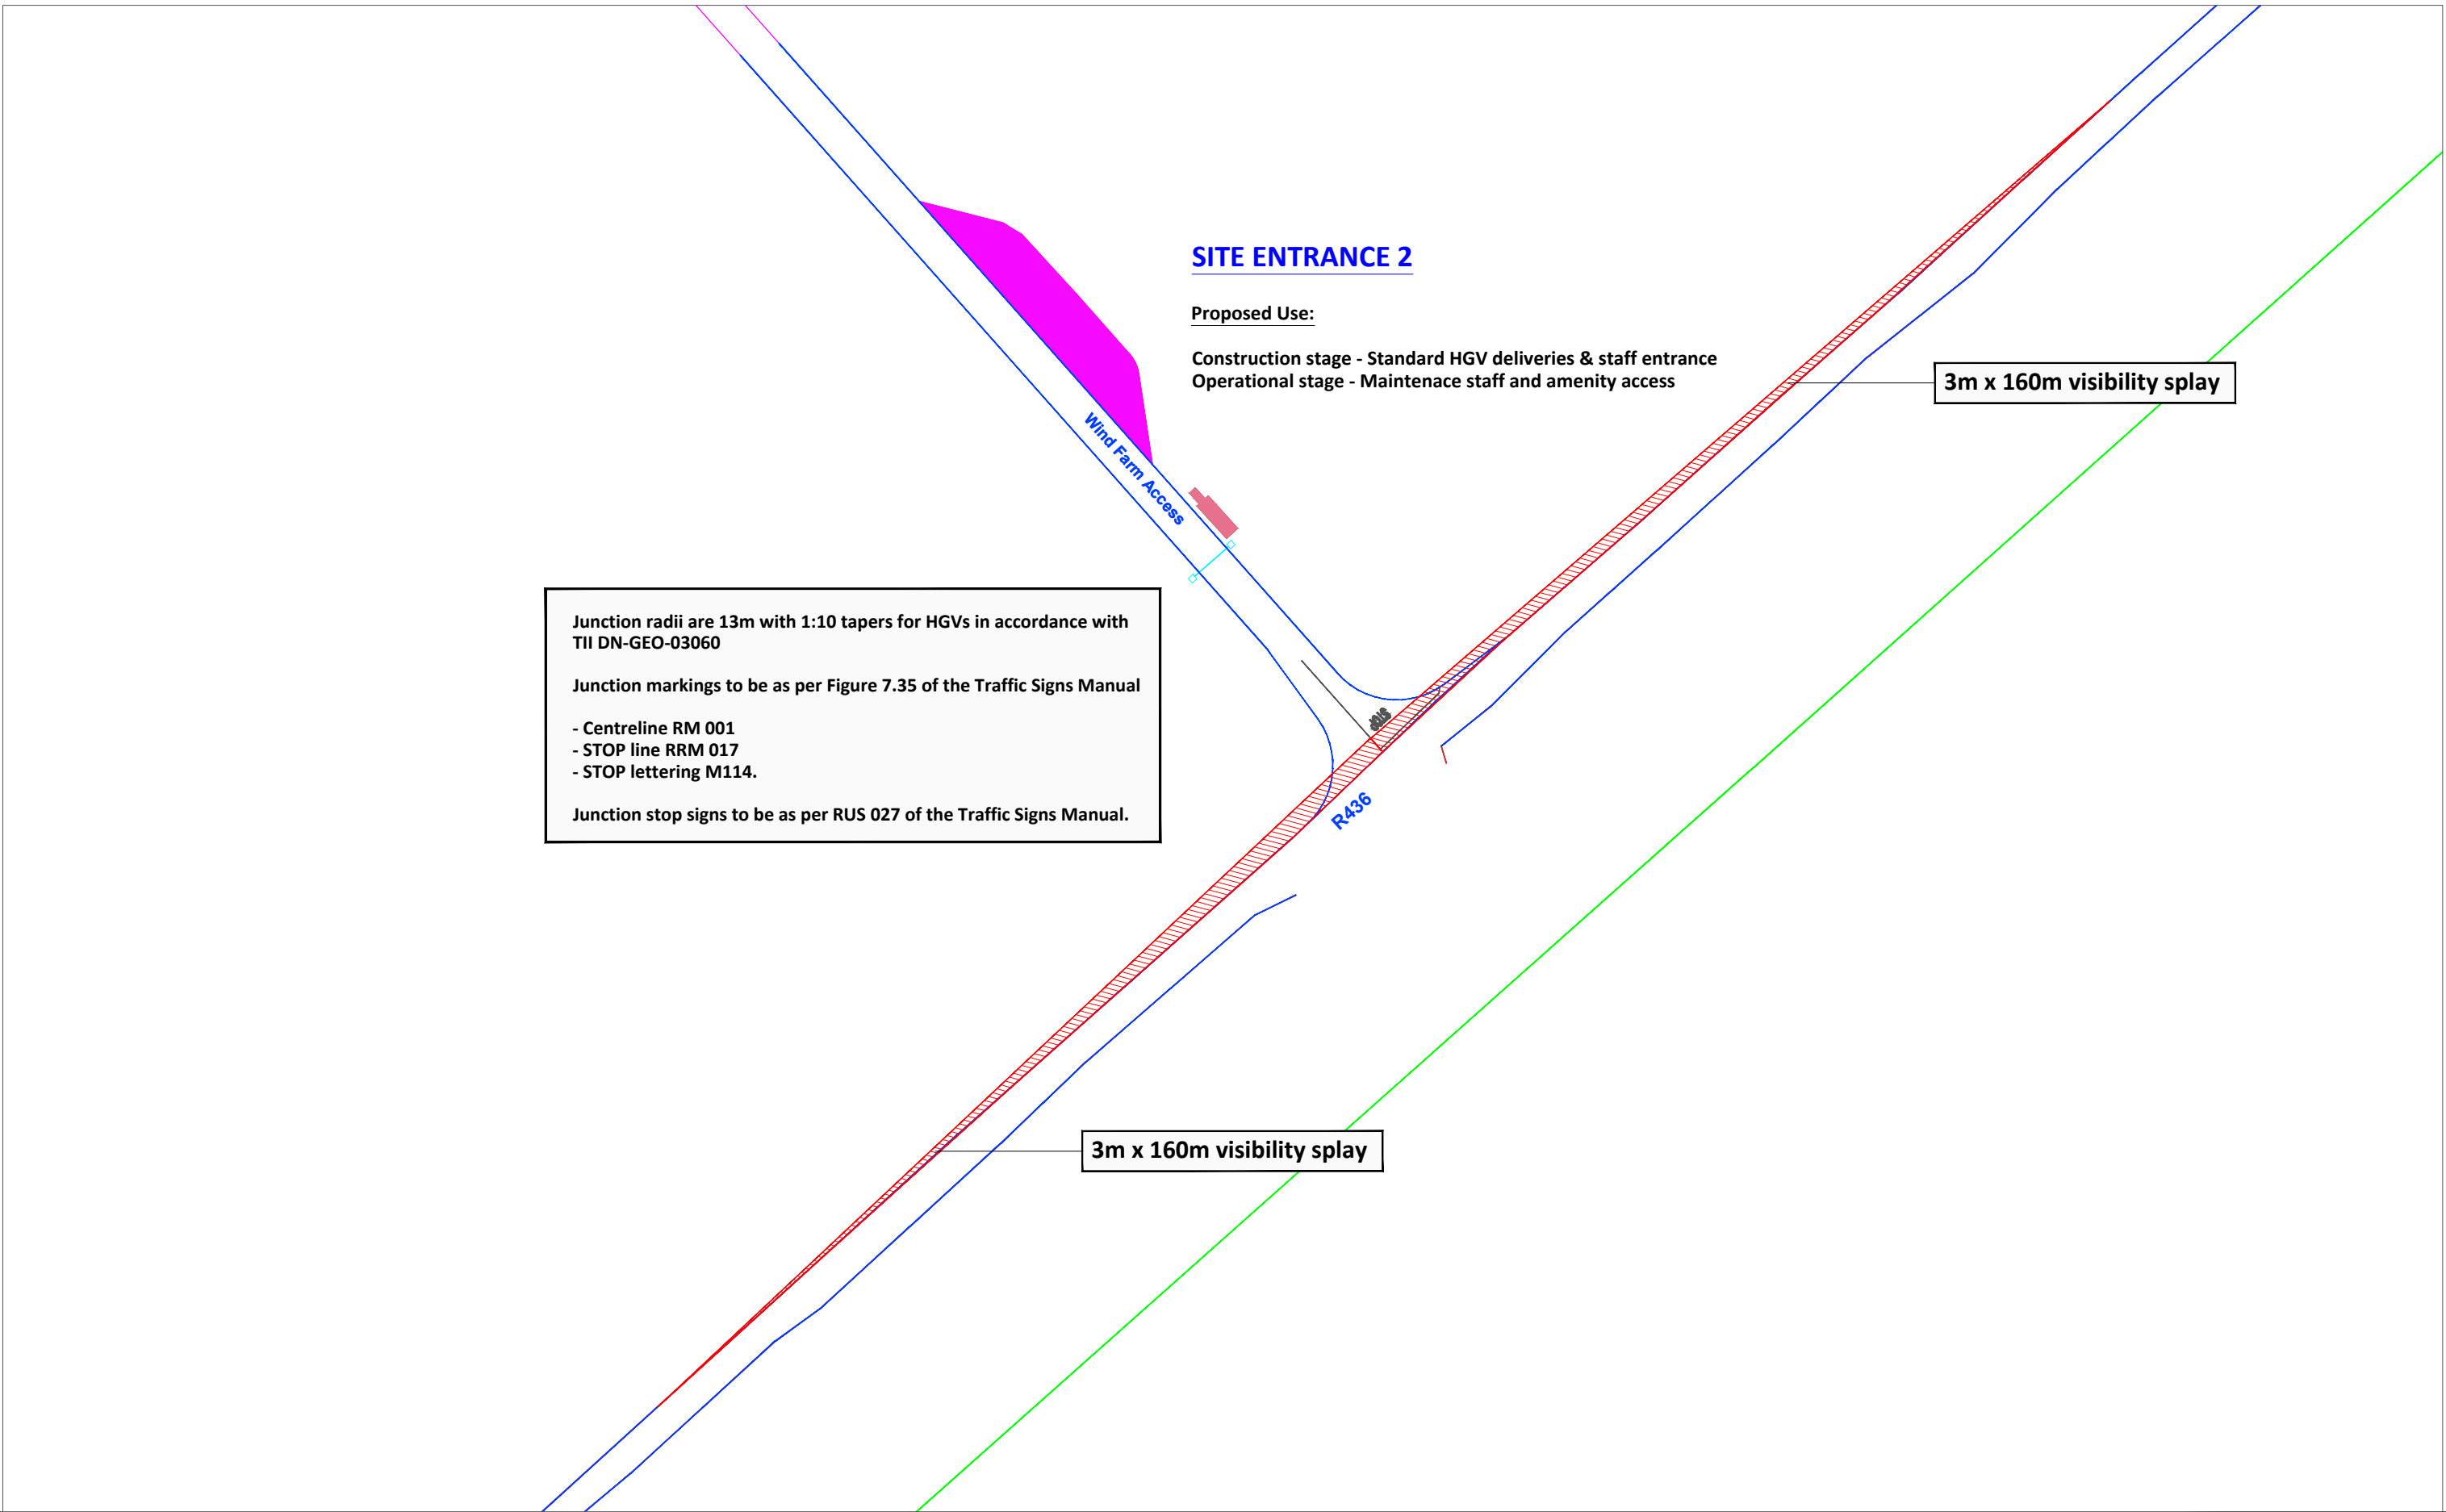 SITE ENTRANCE 2
Proposed Use:
Construction stage - Standard HGV deliveries & staff entrance
Operational stage - Maintenace staff and amenity access
3m x 160m visibility splay
Wind Farm Access
Junction radii are 13m with 1:10 tapers for HGVs in accordance with
TII DN-GEO-03060
Junction markings to be as per Figure 7.35 of the Traffic Signs Manual
- Centreline RM 001
- STOP line RRM 017
- STOP lettering M114.
Junction stop signs to be as per RUS 027 of the Traffic Signs Manual.
STOP
R436
3m x 160m visibility splay